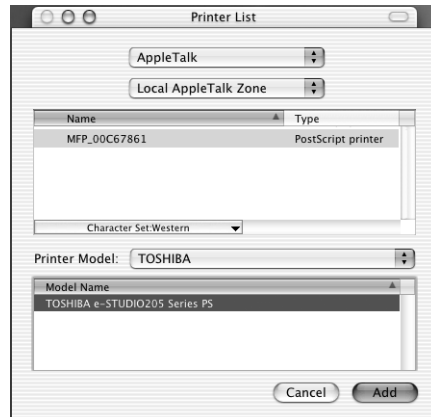 Printer List
AppleTalk
Local AppleTalk Zone
Name Type
MFP_00C67861 PostScript printer
Character Set:Western
Printer Model: TOSHIBA
Model Name
TOSHIBA e-STUDIO205 Series PS
Cancel Add